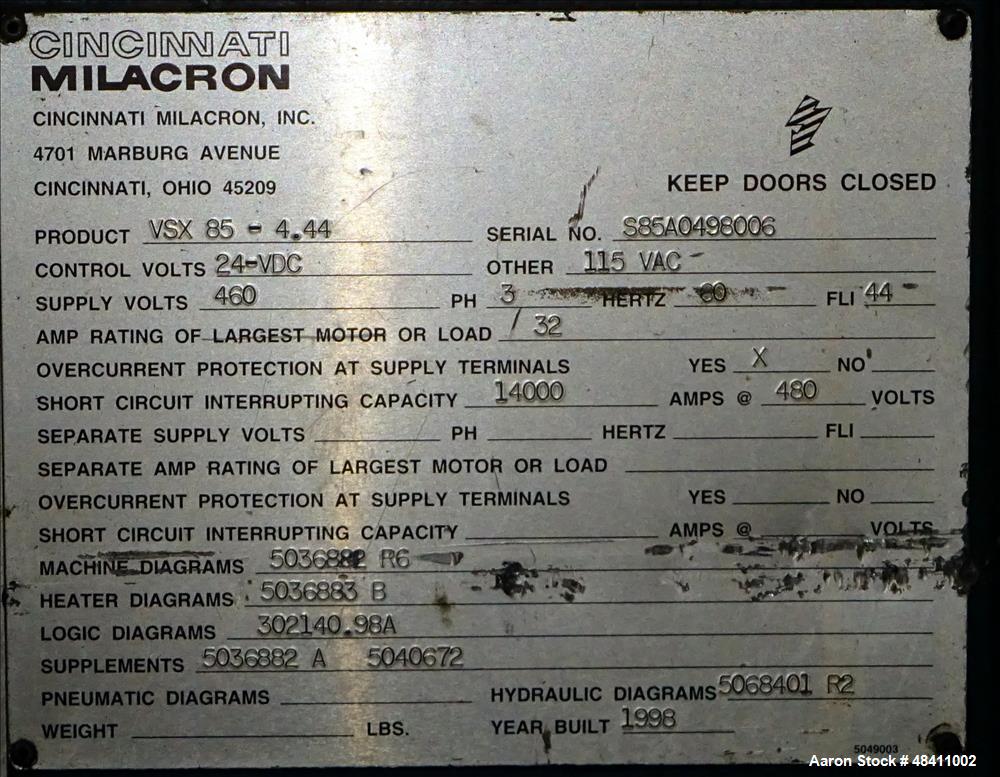 CINCINNATI
MILACRON
CINCINNATI MILACRON, INC.
4701 MARBURG AVENUE
CINCINNATI, OHIO 45209
KEEP DOORS CLOSED
PRODUCT VSX 85 - 4.44 SERIAL NO. S85A0498006
CONTROL VOLTS 24-VDC OTHER 115 VAC
SUPPLY VOLTS 460 PH 3 HERTZ 60 FLI 44
AMP RATING OF LARGEST MOTOR OR LOAD 32
OVERCURRENT PROTECTION AT SUPPLY TERMINALS YES X NO
SHORT CIRCUIT INTERRUPTING CAPACITY 14000 AMPS @ 480 VOLTS
SEPARATE SUPPLY VOLTS PH HERTZ FLI
SEPARATE AMP RATING OF LARGEST MOTOR OR LOAD
OVERCURRENT PROTECTION AT SUPPLY TERMINALS YES NO
SHORT CIRCUIT INTERRUPTING CAPACITY AMPS @ VOLTS
MACHINE DIAGRAMS 5036882 R6
HEATER DIAGRAMS 5036883 B
LOGIC DIAGRAMS 302140.98A
SUPPLEMENTS 5036882 A 5040672
PNEUMATIC DIAGRAMS HYDRAULIC DIAGRAMS 5068401 R2
WEIGHT LBS. YEAR BUILT 1998
5049003
Aaron Stock # 48411002